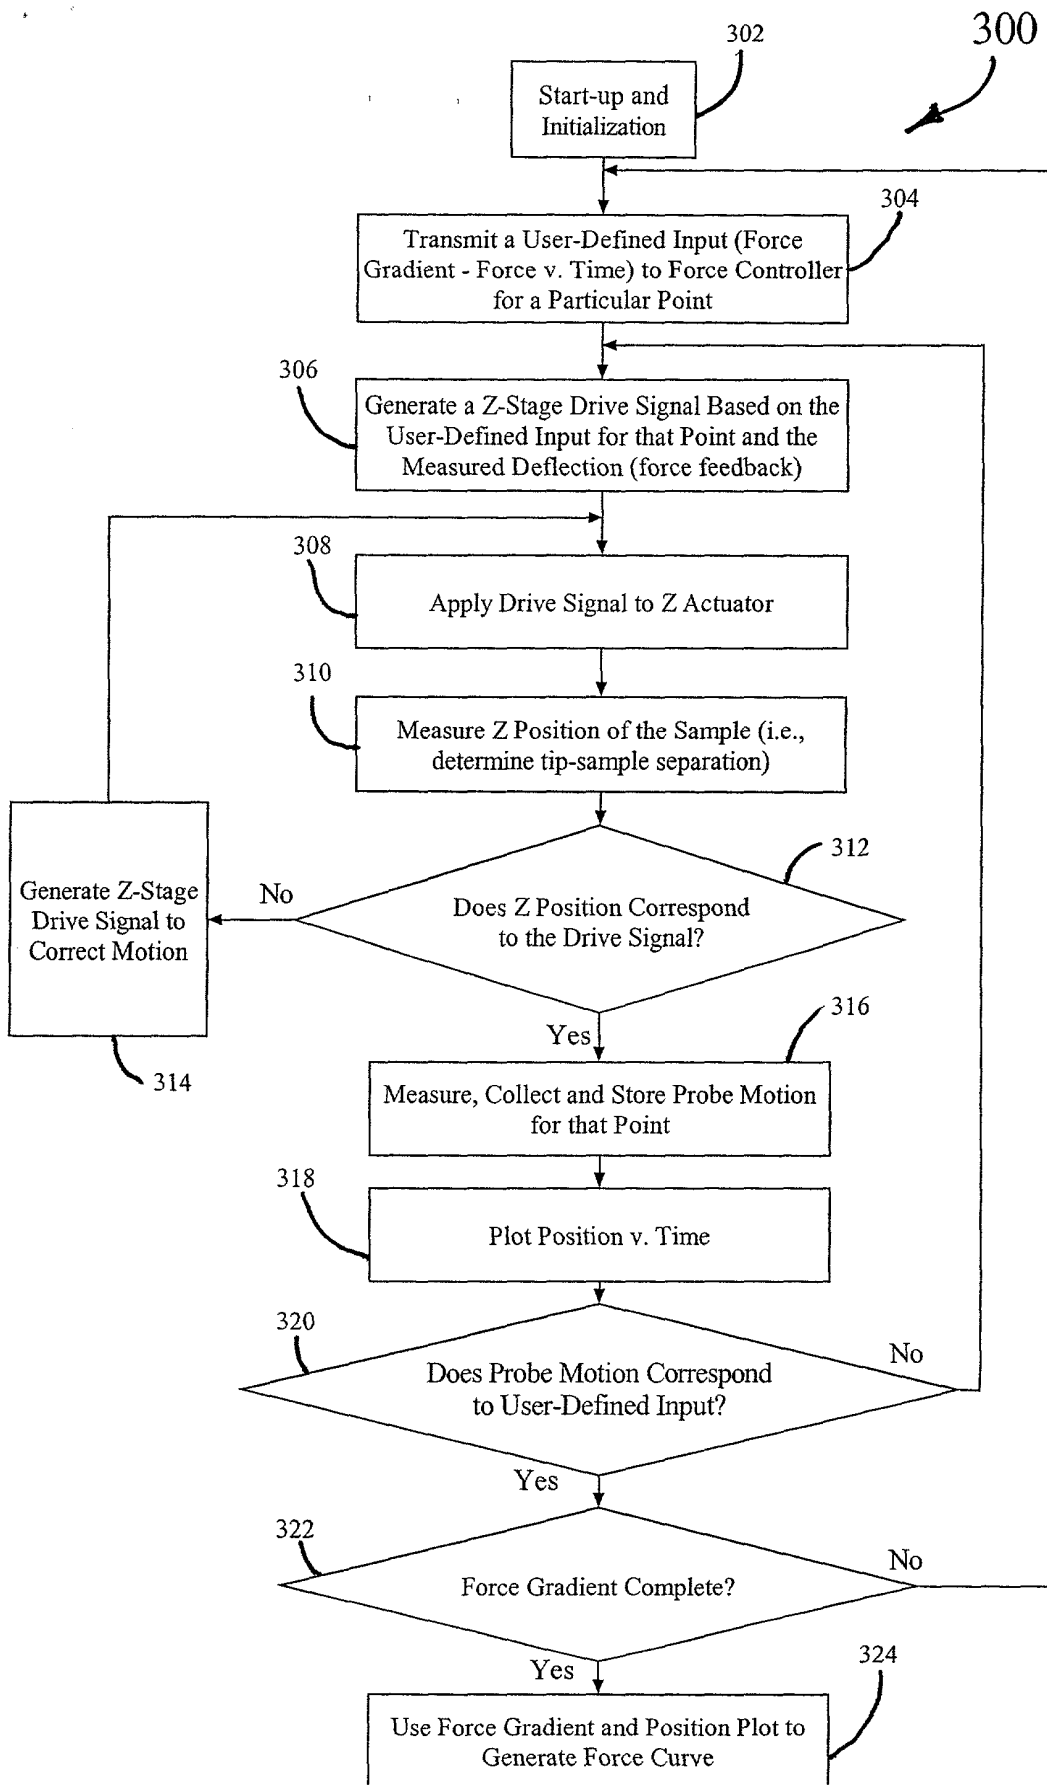 300
302
Start-up and
Initialization
304
Transmit a User-Defined Input (Force
Gradient - Force v. Time) to Force Controller
for a Particular Point
306
Generate a Z-Stage Drive Signal Based on the
User-Defined Input for that Point and the
Measured Deflection (force feedback)
308
Apply Drive Signal to Z Actuator
310
Measure Z Position of the Sample (i.e.,
determine tip-sample separation)
312
Does Z Position Correspond
to the Drive Signal?
No
Generate Z-Stage
Drive Signal to
Correct Motion
314
Yes
316
Measure, Collect and Store Probe Motion
for that Point
318
Plot Position v. Time
320
Does Probe Motion Correspond
to User-Defined Input?
No
Yes
322
Force Gradient Complete?
No
Yes
324
Use Force Gradient and Position Plot to
Generate Force Curve